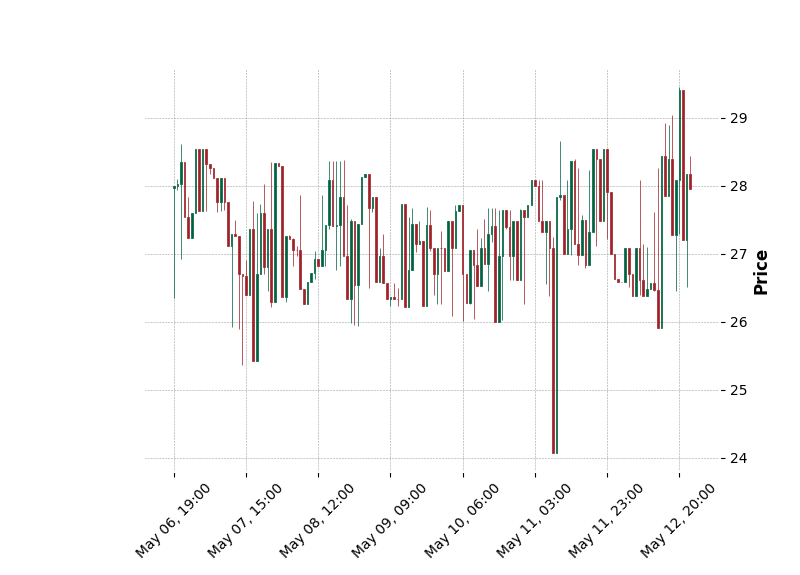 29
28
27
26
25
24
Price
May 06, 19:00
May 07, 15:00
May 08, 12:00
May 09, 09:00
May 10, 06:00
May 11, 03:00
May 11, 23:00
May 12, 20:00